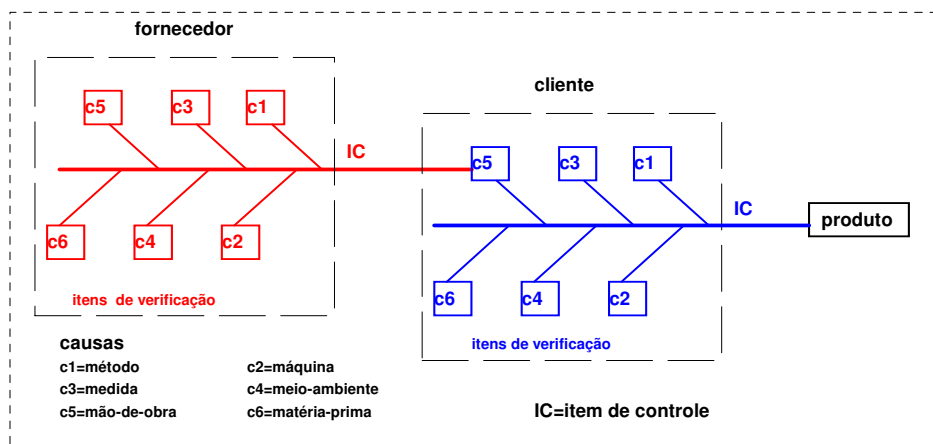 fornecedor
cliente
c5
c3
c1
IC
c5
c3
c1
IC
produto
c6
c4
c2
c6
c4
c2
itens de verificação
itens de verificação
causas
c1=método
c2=máquina
c3=medida
c4=meio-ambiente
c5=mão-de-obra
c6=matéria-prima
IC=item de controle